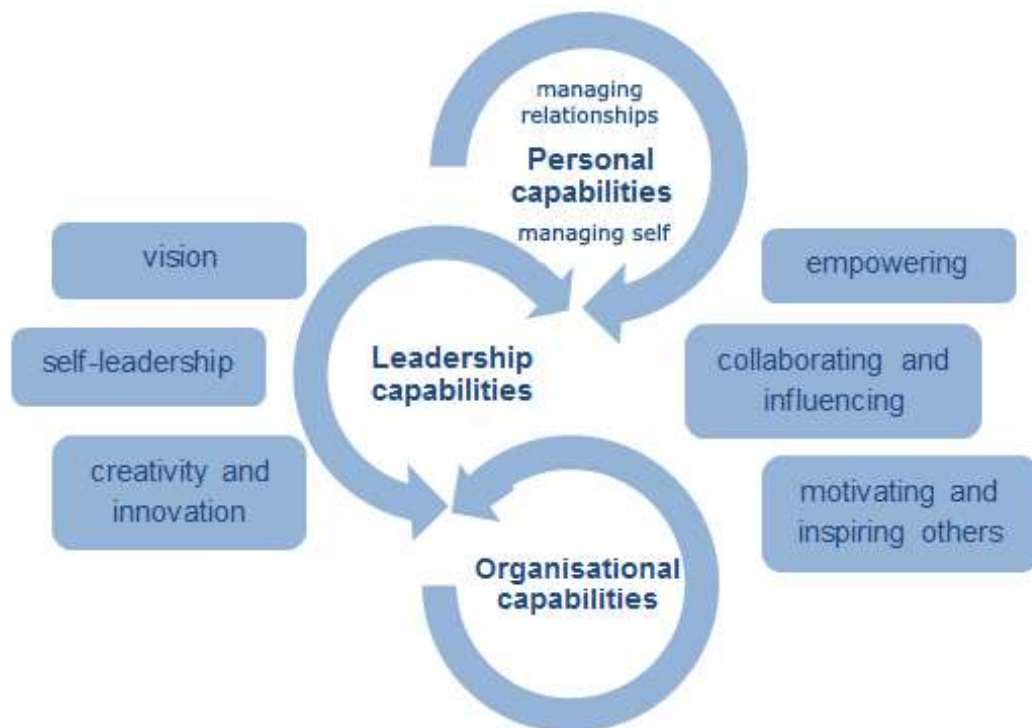 managing
relationships
Personal
capabilities
managing self
vision
self-leadership
creativity and
innovation
Leadership
capabilities
empowering
collaborating and
influencing
motivating and
inspiring others
Organisational
capabilities